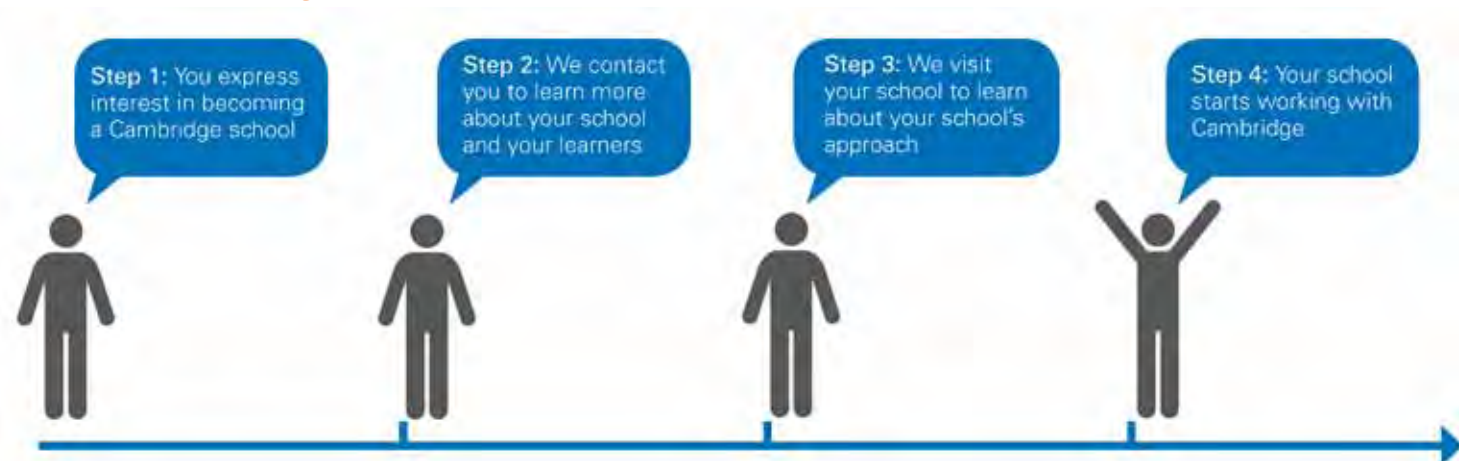 Step 1: You express
interest in becoming
a Cambridge school
Step 2: We contact
you to learn more
about your school
and your learners
Step 3: We visit
your school to learn
about your school's
approach
Step 4: Your school
starts working with
Cambridge